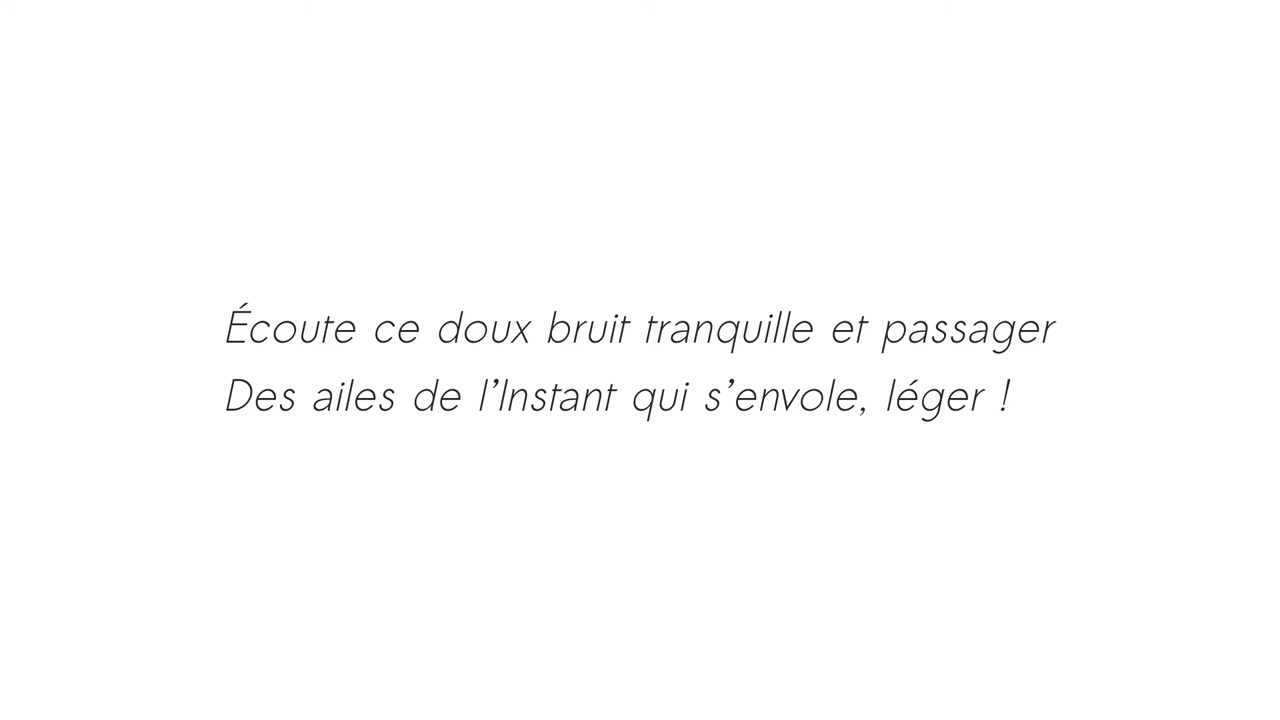 Écoute ce doux bruit tranquille et passager
Des ailes de l’Instant qui s’envole, léger !